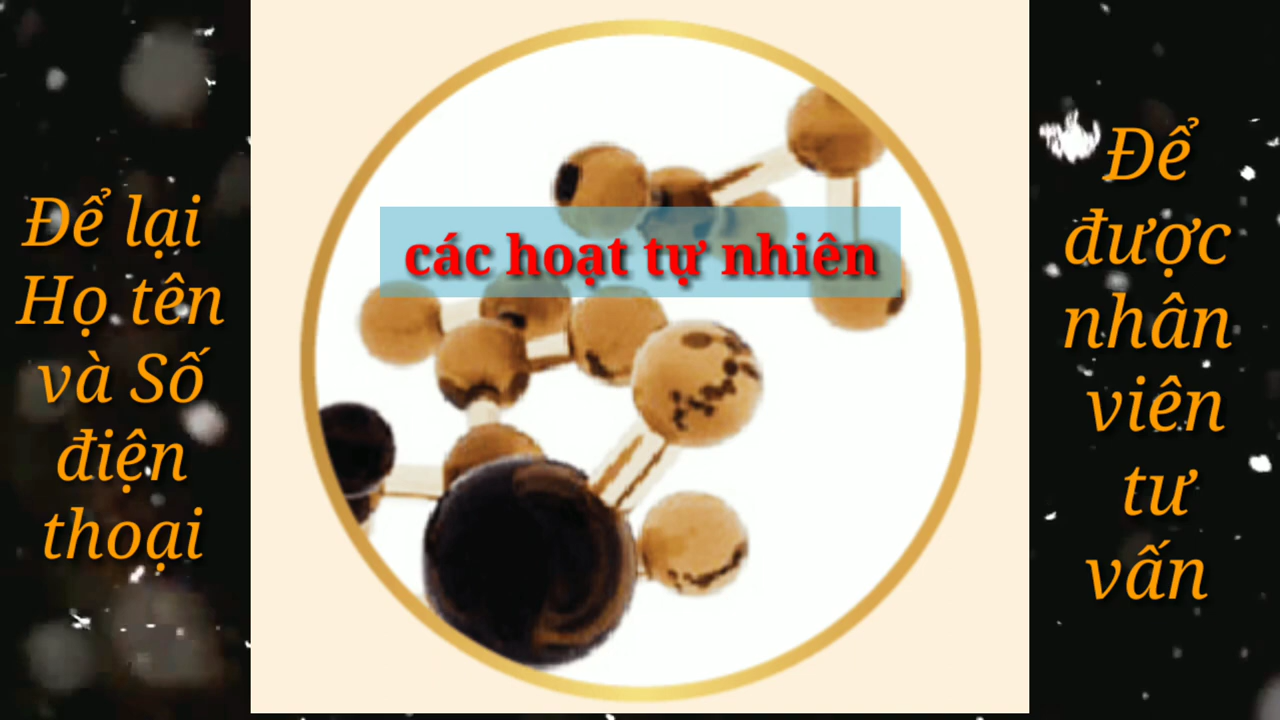 Để lại
Họ tên
và Số
điện
thoại
các hoạt tự nhiên
Để
được
nhân
viên
tư
vấn